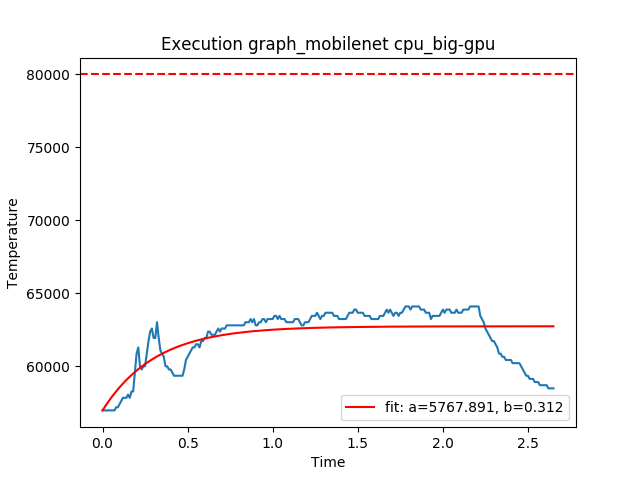 Execution graph_mobilenet cpu_big-gpu
80000
75000
70000
65000
60000
Temperature
fit: a=5767.891, b=0.312
0.0 0.5 1.0 1.5 2.0 2.5
Time